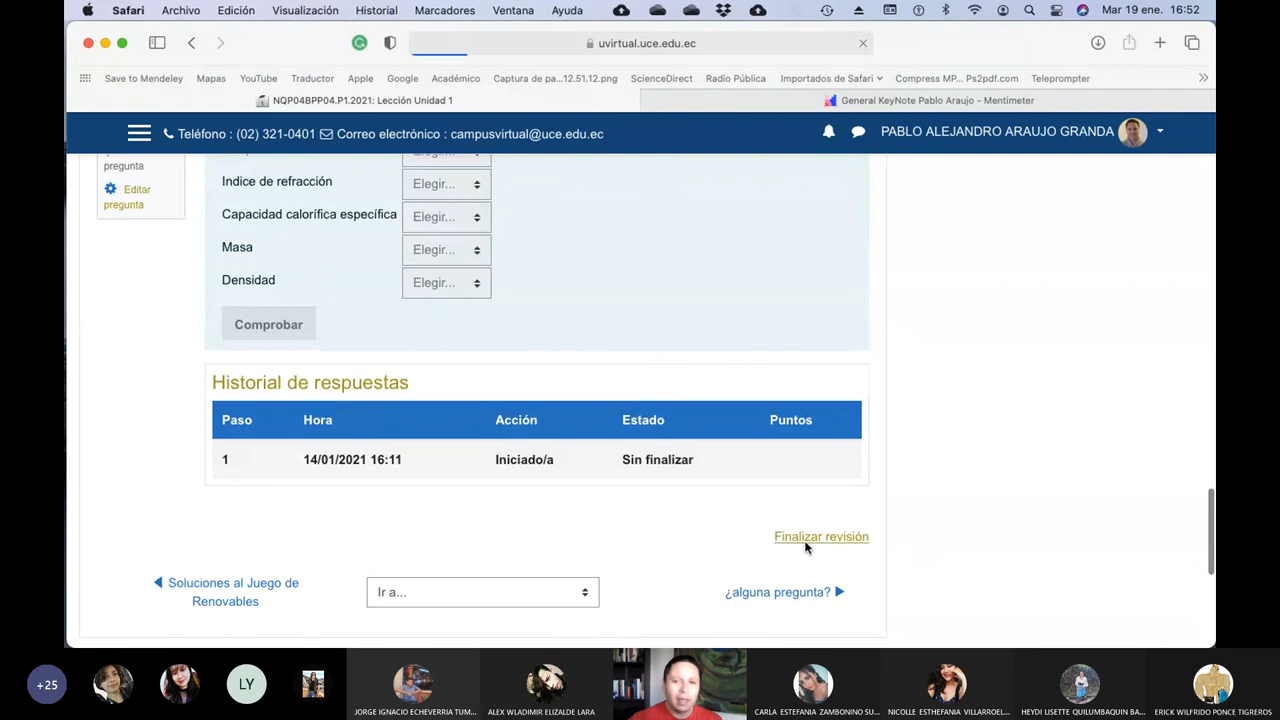 Safari Archivo Edición Visualización Historial Marcadores Ventana Ayuda Mar 19 ene. 16:52
uvirtual.uce.edu.ec
Save to Mendeley Mapas YouTube Traductor Apple Google Académico Captura de pa...12.51.12.png ScienceDirect Radio Pública Importados de Safari Compress MP... Ps2pdf.com Teleprompter
NQP04BPP04.P1.2021: Lección Unidad 1 General KeyNote Pablo Araujo - Mentimeter
Teléfono : (02) 321-0401 Correo electrónico : campusvirtual@uce.edu.ec PABLO ALEJANDRO ARAUJO GRANDA
pregunta
Editar
pregunta
Indice de refracción Elegir...
Capacidad calorífica específica Elegir...
Masa Elegir...
Densidad Elegir...
Comprobar
Historial de respuestas
Paso Hora Acción Estado Puntos
1 14/01/2021 16:11 Iniciado/a Sin finalizar
Finalizar revisión
Soluciones al Juego de
Renovables
Ir a...
¿alguna pregunta?
+25
LY
JORGE IGNACIO ECHEVERRIA TUM...
ALEX WLADIMIR ELIZALDE LARA
CARLA ESTEFANIA ZAMBONINO SU...
NICOLLE ESTHEFANIA VILLARROEL...
HEYDI LISETTE QUILUMBAQUIN BA...
ERICK WILFRIDO PONCE TIGREROS